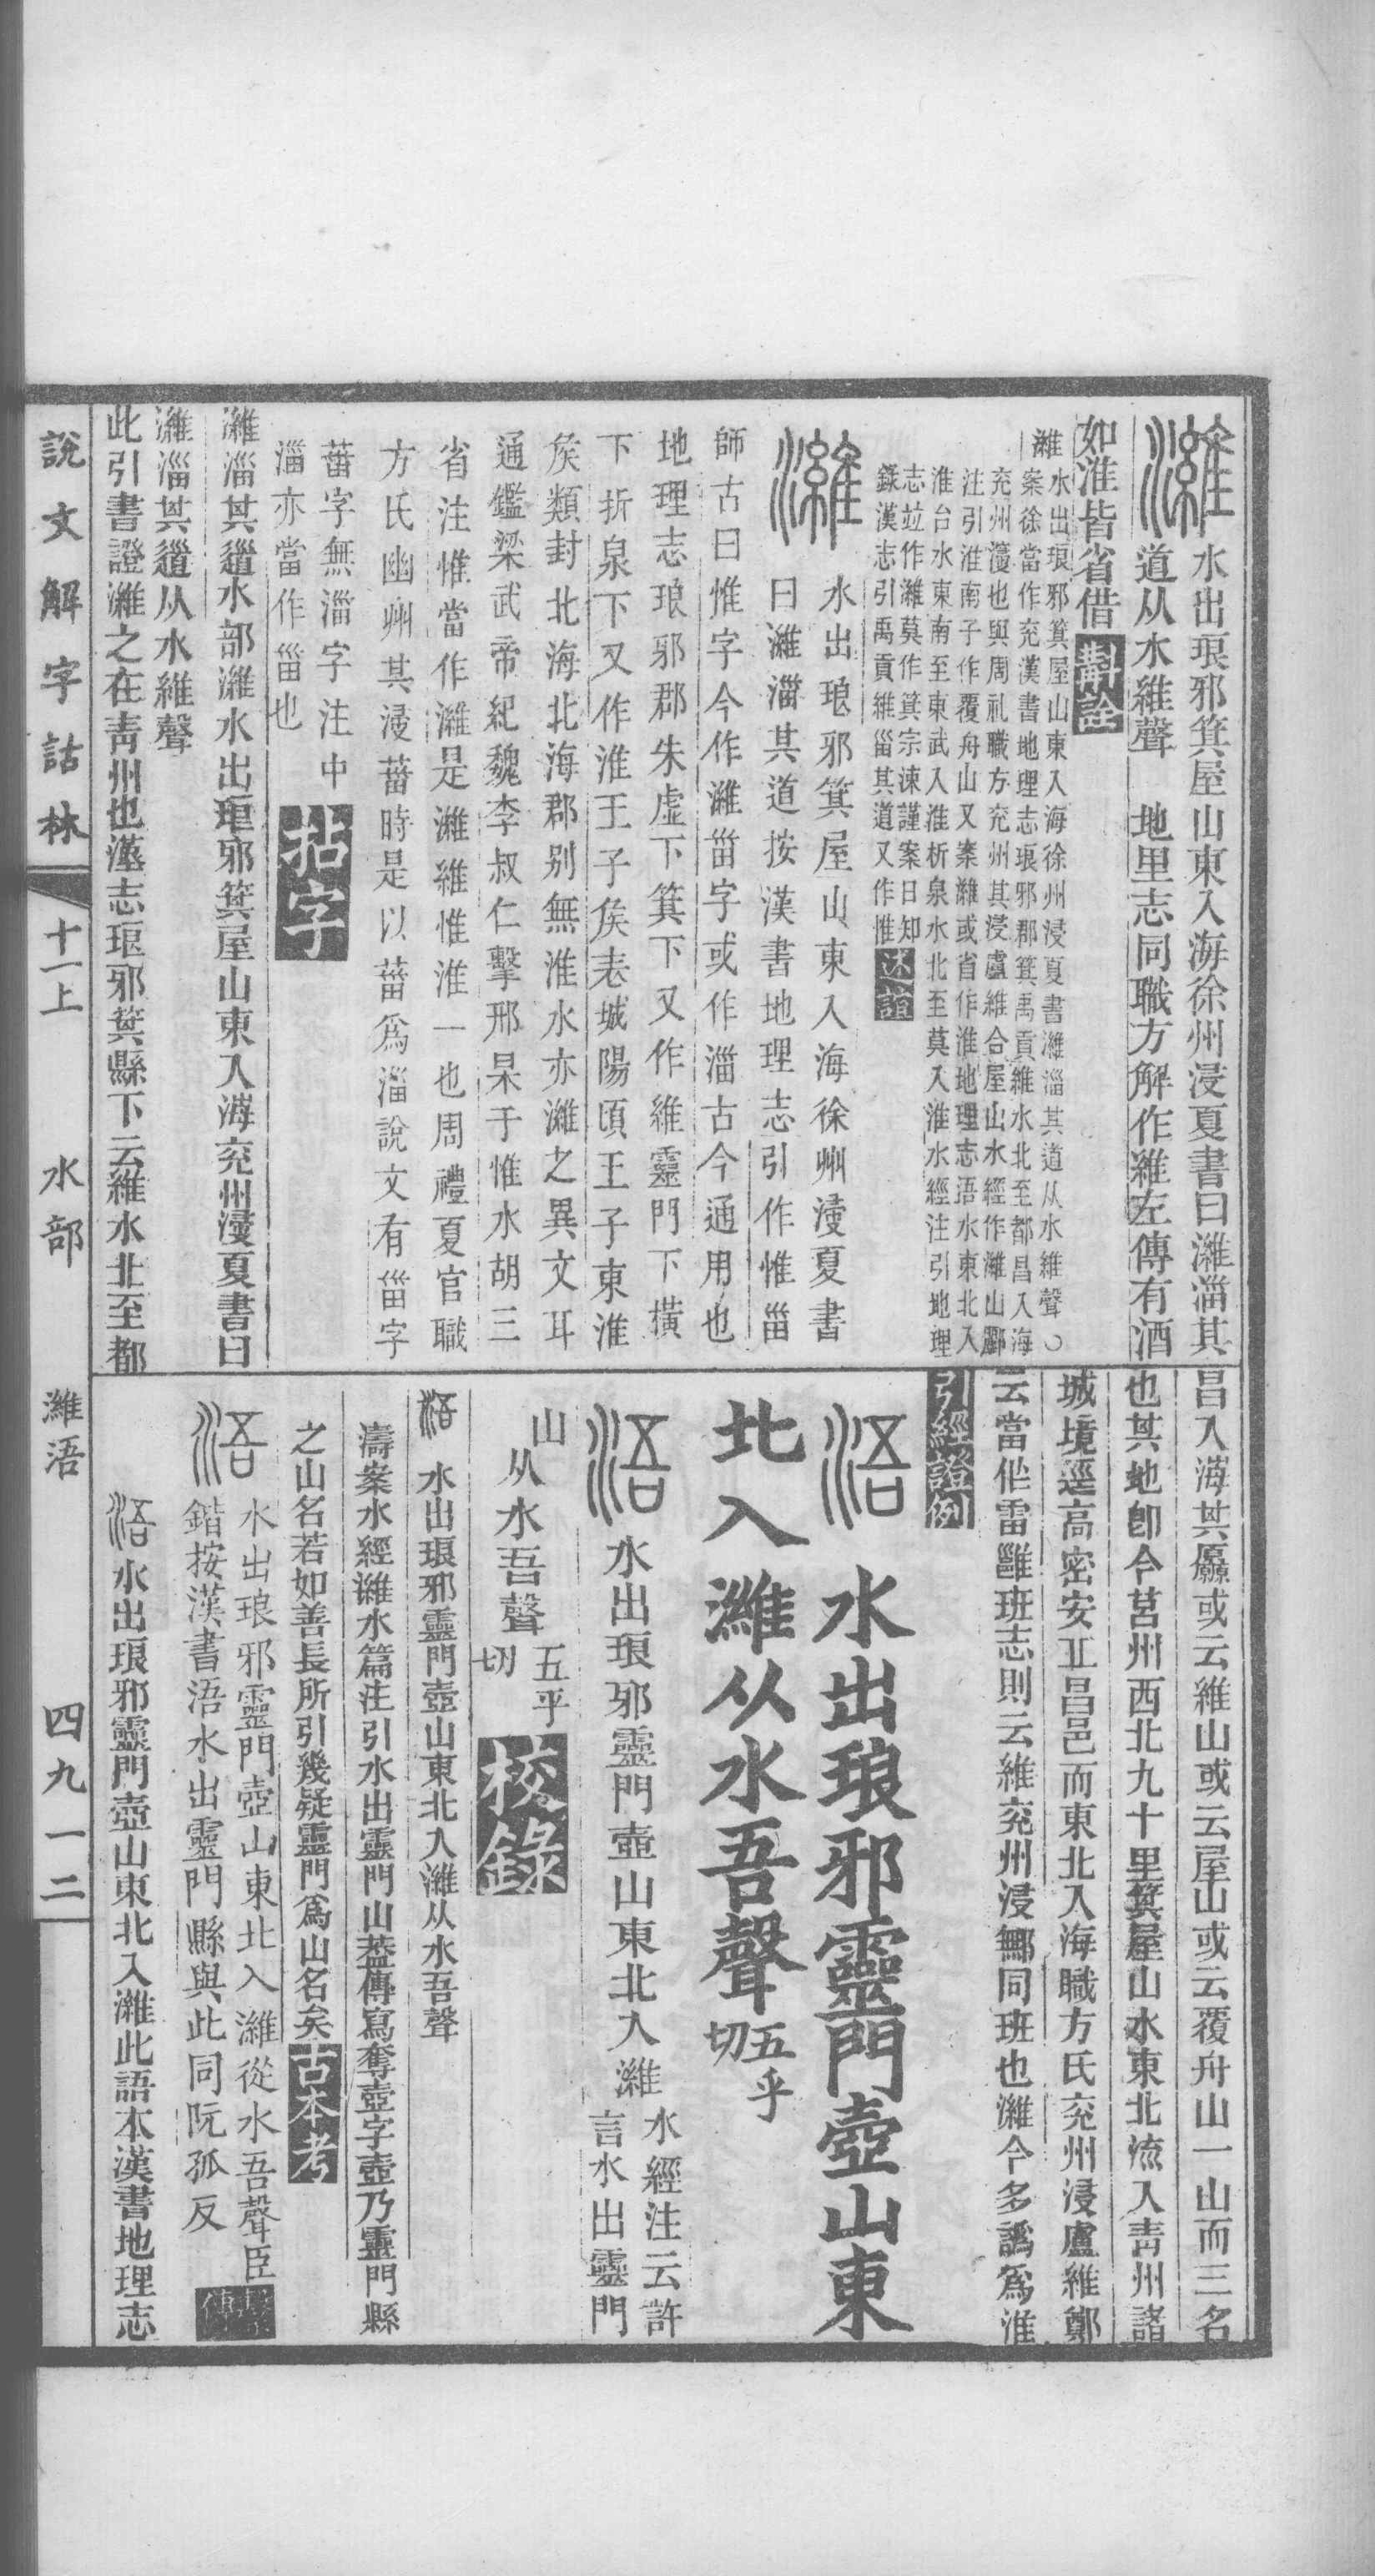 濰
水出琅邪箕屋山東入海徐州浸夏書曰濰淄其
道从水維聲　地里志同職方解作雒左傳有酒
如淮皆省借斠詮
濰水出琅邪箕屋山東入海徐州浸夏書濰淄其道从水維聲〇
案徐當作兖漢書地理志琅邪郡箕禹貢維水北至都昌入海
兖州濅也與周礼職方兖州其浸盧維合屋山水經作濰山酈
注引淮南子作覆舟山又案濰或省作淮地理志浯水東北入
淮台水東南至東武入淮析泉水北至莫入淮水經注引地理
志竝作濰莫作箕宗涑謹案日知
錄漢志引禹貢維甾其道又作惟述誼
濰
水出琅邪箕屋山東入海徐州濅夏書
曰濰淄其道按漢書地理志引作惟甾
師古曰惟字今作濰甾字或作淄古今通用也
地理志琅邪郡朱虛下箕下又作維靈門下橫
下折泉下又作淮王子矦表城陽頃王子東淮
矦類封北海北海郡别無淮水亦濰之異文耳
通鑑梁武帝紀魏李叔仁擊邢杲于惟水胡三
省注惟當作濰是濰維惟淮一也周禮夏官職
方氏幽州其浸菑時是以菑爲淄說文有甾字
菑字無淄字注中
淄亦當作甾也拈字
濰淄其𨗉水部濰水出琅邪箕屋山東入海兖州濅夏書曰
濰淄其𨗉从水維聲
此引書證濰之在靑州也漢志琅邪箕縣下云維水北至都
昌入海其原或云維山或云屋山或云覆舟山一山而三名
也其地卽今莒州西北九十里箕屋山水東北流入靑州諸
城境逕高密安丘昌邑而東北入海職方氏兖州浸盧維鄭
云當作雷雝班志則云維兖州浸鄭同班也濰今多譌爲淮
引經證例
浯　水出琅邪靈門壺山東
北入濰从水吾聲五乎切
浯　水出琅邪靈門壺山東北入濰水經注云許言水出靈門
山从水吾聲五乎切校錄
浯　水出琅邪靈門壺山東北入濰从水吾聲
濤案水經濰水篇注引水出靈門山葢傳寫奪壺字壺乃靈門縣
之山名若如善長所引幾疑靈門爲山名矣古本考
浯
水出琅邪靈門壺山東北入濰從水吾聲臣
鍇按漢書浯水出靈門縣與此同阮孤反繫傳
浯水出琅邪靈門壺山東北入濰此語本漢書地理志
說文解字詁林
十一上　水部　濰浯　四九一二